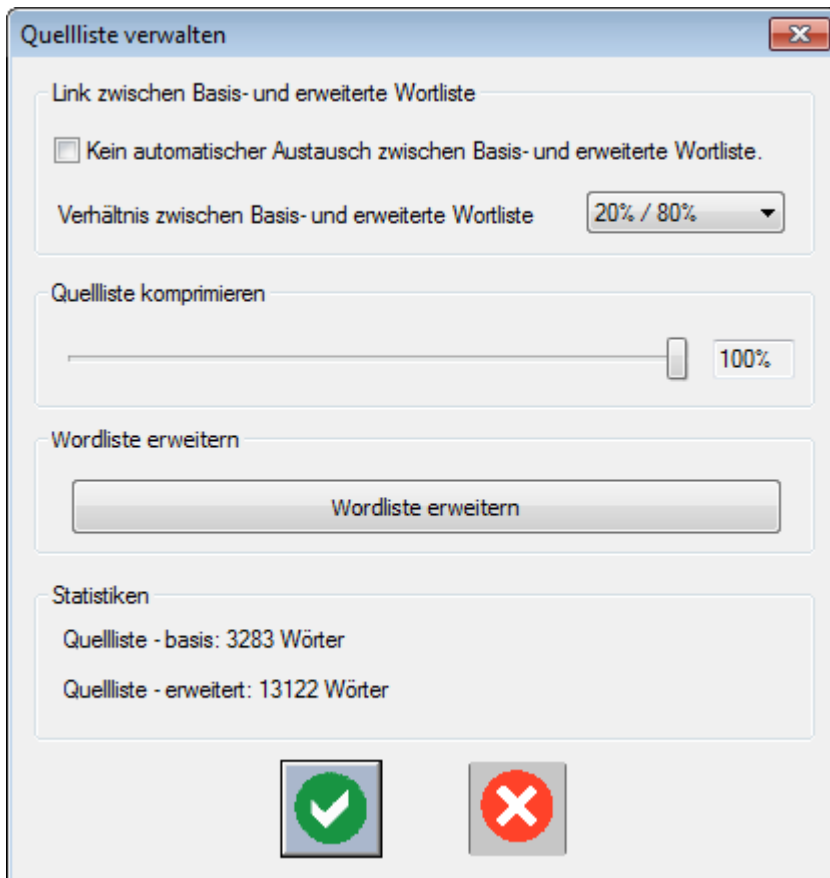 Quellliste verwalten
Link zwischen Basis- und erweiterte Wortliste
Kein automatischer Austausch zwischen Basis- und erweiterte Wortliste.
Verhältnis zwischen Basis- und erweiterte Wortliste 20% / 80%
Quellliste komprimieren
100%
Wordliste erweitern
Wordliste erweitern
Statistiken
Quellliste - basis: 3283 Wörter
Quellliste - erweitert: 13122 Wörter